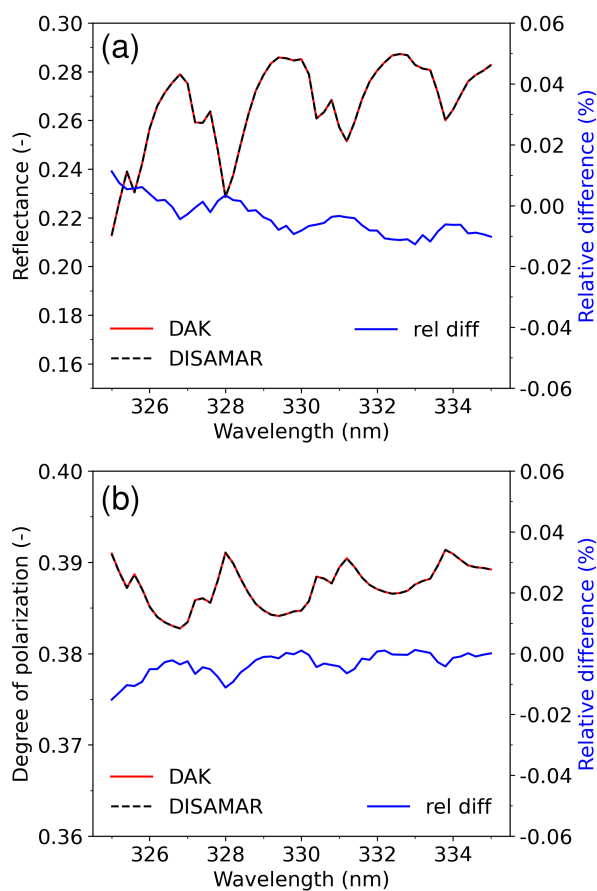 (a)
0.30
0.28
0.26
0.24
0.22
0.20
0.18
0.16
Reflectance (-)
0.06
0.04
0.02
0.00
-0.02
-0.04
-0.06
Relative difference (%)
DAK
DISAMAR
rel diff
326 328 330 332 334
Wavelength (nm)
(b)
0.40
0.39
0.38
0.37
0.36
Degree of polarization (-)
0.06
0.04
0.02
0.00
-0.02
-0.04
-0.06
Relative difference (%)
DAK
DISAMAR
rel diff
326 328 330 332 334
Wavelength (nm)